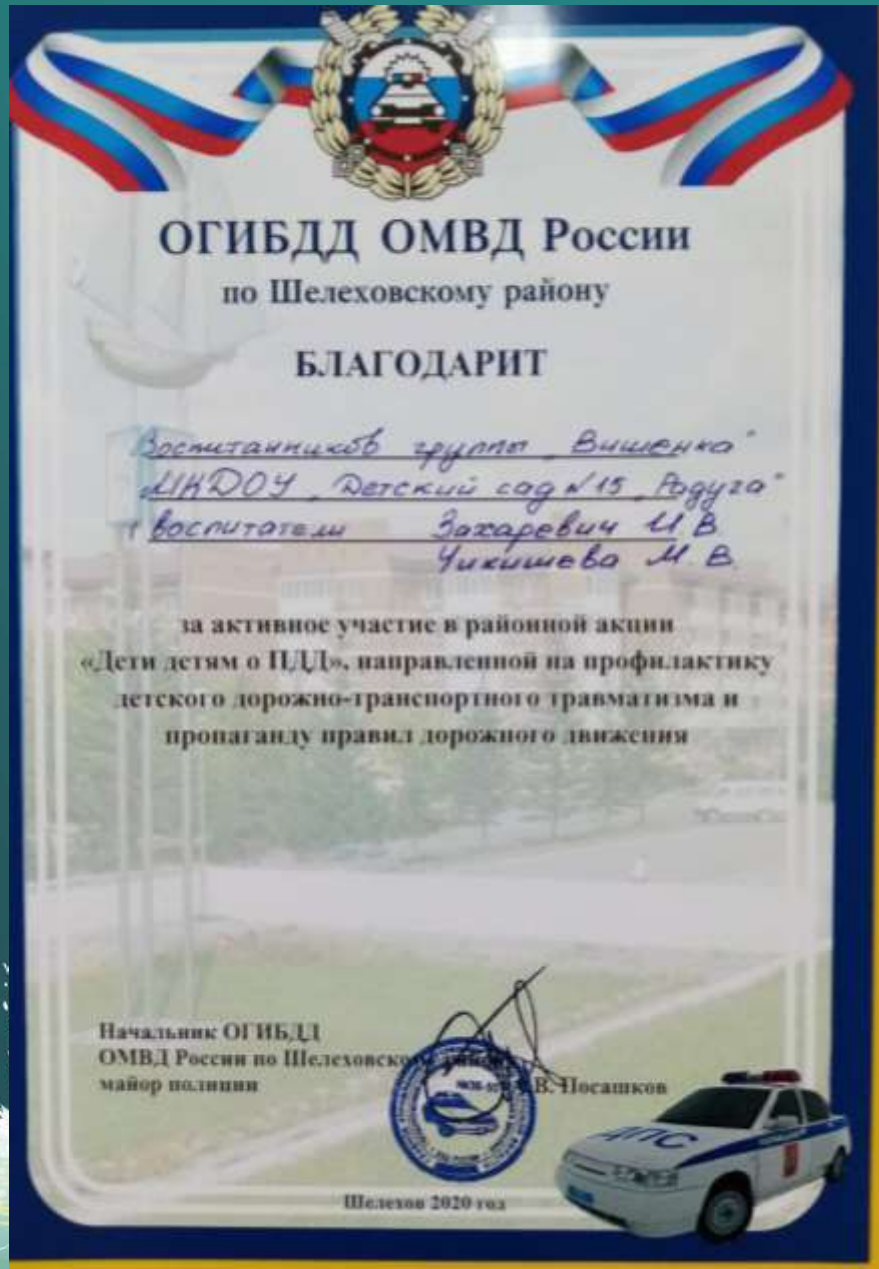 ОГИБДД ОМВД России
по Шелеховскому району
БЛАГОДАРИТ
Воспитанников группы „Вишенка"
МКДОУ „Детский сад №15 „Радуга"
воспитатели Захаревич И В
Чикишева М. В.
за активное участие в районной акции
«Дети детям о ПДД», направленной на профилактику
детского дорожно-транспортного травматизма и
пропаганду правил дорожного движения
Начальник ОГИБДД
ОМВД России по Шелеховскому району
майор полиции В. Посашков
ДПС
Шелехов 2020 год